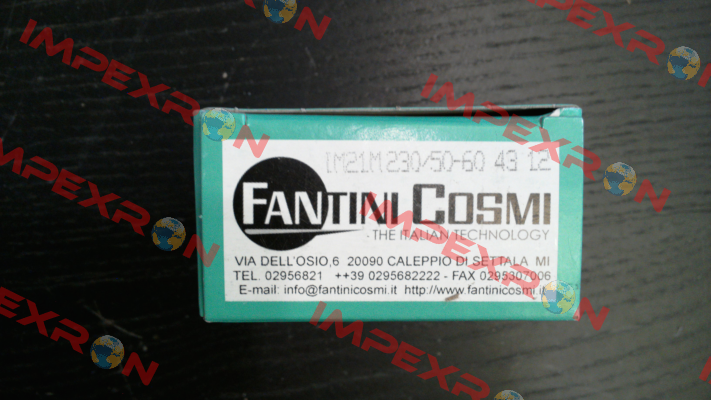 IM21M 230/50-60 43 12
FANTINI COSMI
-THE ITALIAN TECHNOLOGY
VIA DELL'OSIO,6 20090 CALEPPIO DI SETTALA MI
TEL. 02956821 ++39 0295682222 - FAX 0295307006
E-mail: info@fantinicosmi.it http://www.fantinicosmi.it
IMPEXRON
IMPEXRON
IMPEXRON
IMPEXRON
IMPEXRON
IMPEXRON